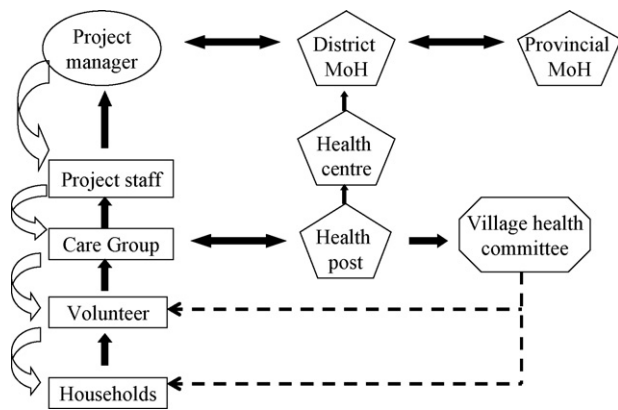 Project
manager
District
MoH
Provincial
MoH
Health
centre
Project staff
Care Group
Health
post
Village health
committee
Volunteer
Households